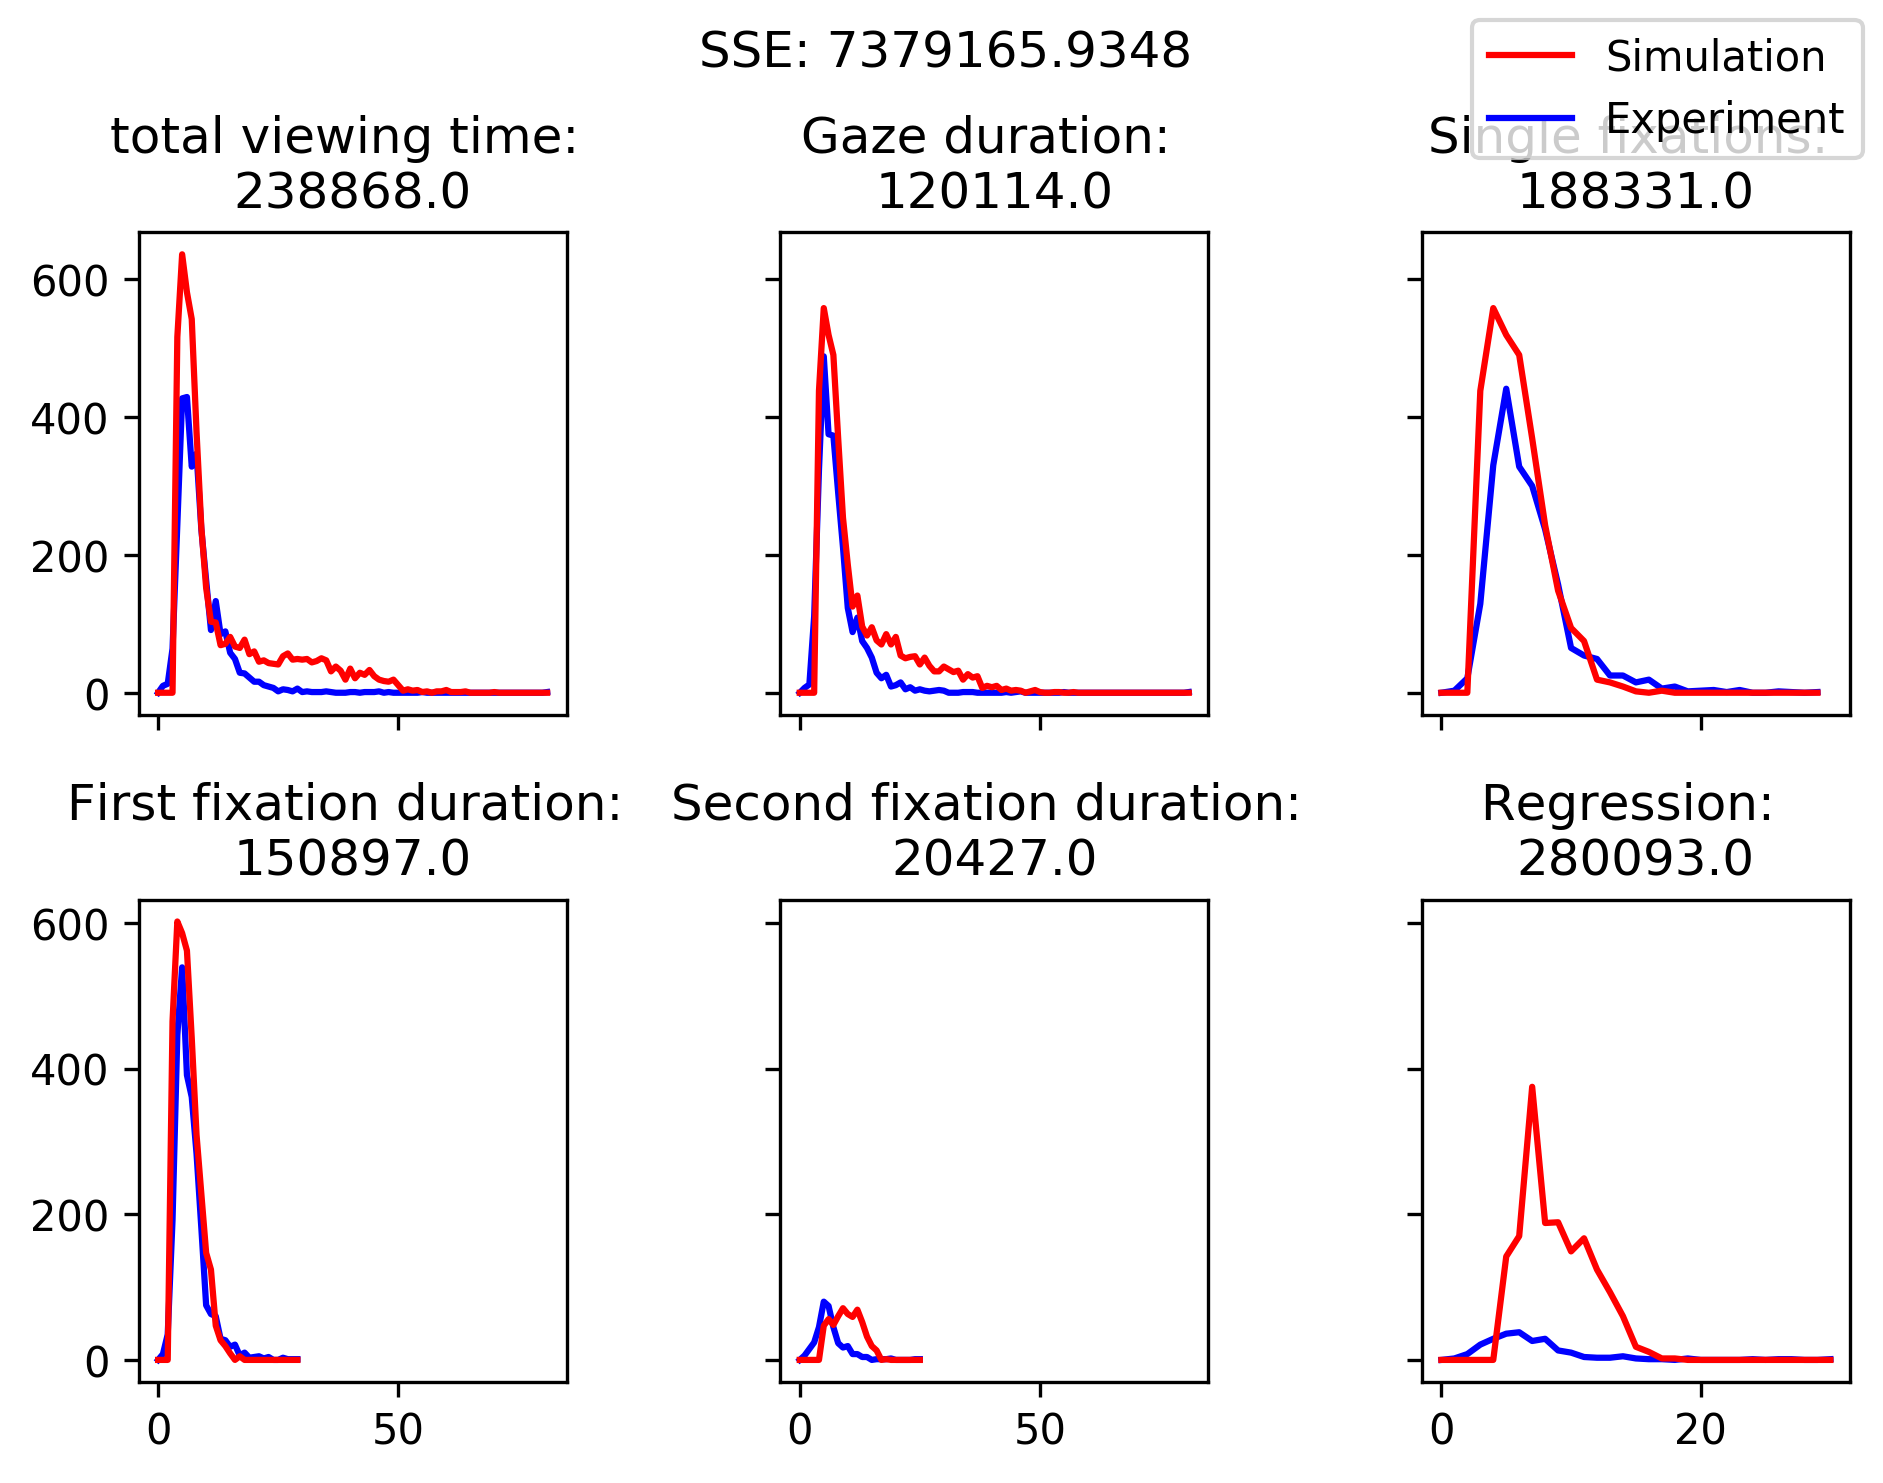 SSE: 7379165.9348
Simulation
Experiment
total viewing time:
238868.0
Gaze duration:
120114.0
Single fixations:
188331.0
600
400
200
0
First fixation duration:
150897.0
Second fixation duration:
20427.0
Regression:
280093.0
600
400
200
0
0 50
0 50
0 20